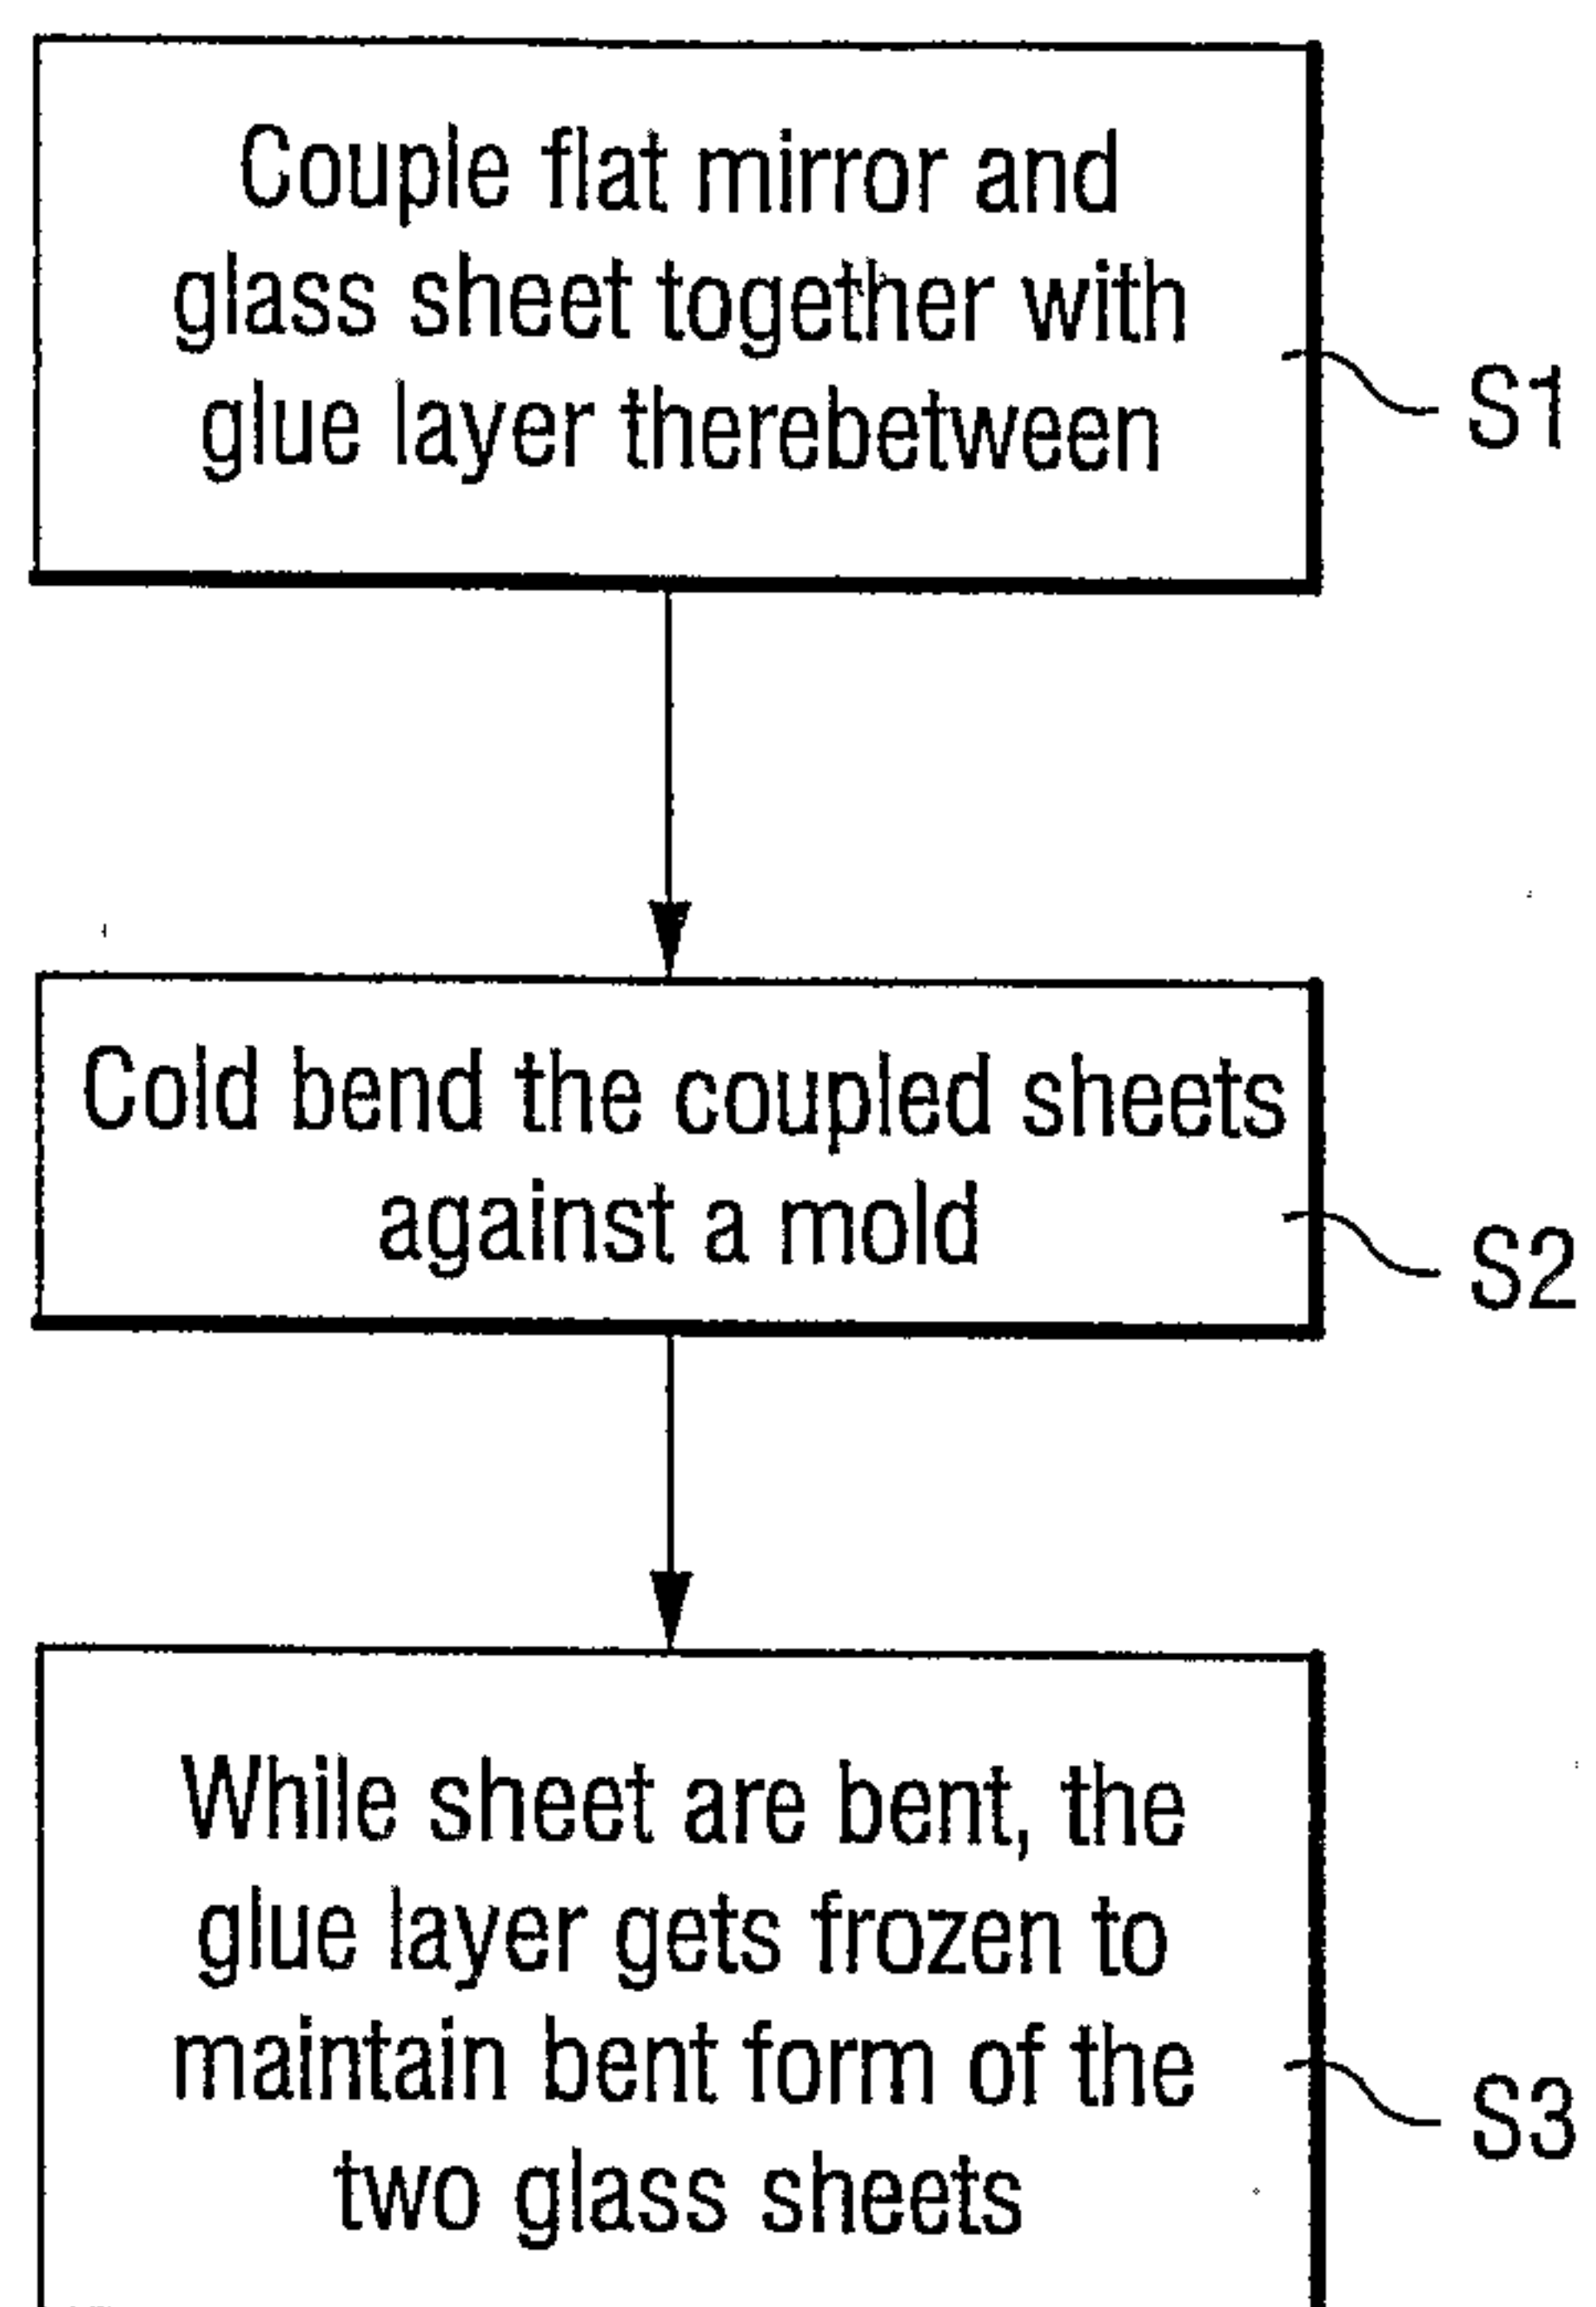 Couple flat mirror and
glass sheet together with
glue layer therebetween
S1
Cold bend the coupled sheets
against a mold
S2
While sheet are bent, the
glue layer gets frozen to
maintain bent form of the
two glass sheets
S3